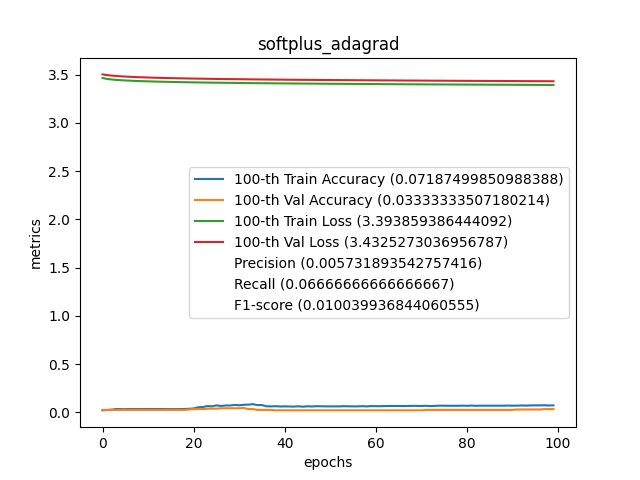 softplus_adagrad
metrics
3.5
3.0
2.5
2.0
1.5
1.0
0.5
0.0
100-th Train Accuracy (0.07187499850988388)
100-th Val Accuracy (0.03333333507180214)
100-th Train Loss (3.393859386444092)
100-th Val Loss (3.4325273036956787)
Precision (0.005731893542757416)
Recall (0.06666666666666667)
F1-score (0.010039936844060555)
0 20 40 60 80 100
epochs